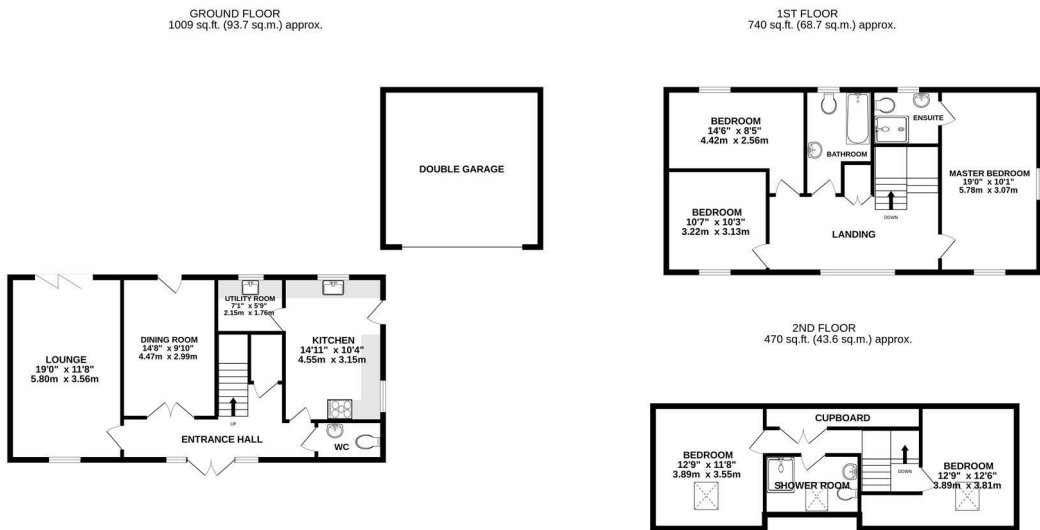 GROUND FLOOR
1009 sq.ft. (93.7 sq.m.) approx.
DOUBLE GARAGE
UTILITY ROOM
7'1" x 5'9"
2.15m x 1.76m
DINING ROOM
14'8" x 9'10"
4.47m x 2.99m
KITCHEN
14'11" x 10'4"
4.55m x 3.15m
LOUNGE
19'0" x 11'8"
5.80m x 3.56m
UP
ENTRANCE HALL
WC
1ST FLOOR
740 sq.ft. (68.7 sq.m.) approx.
BEDROOM
14'6" x 8'5"
4.42m x 2.56m
BATHROOM
ENSUITE
MASTER BEDROOM
19'0" x 10'1"
5.78m x 3.07m
BEDROOM
10'7" x 10'3"
3.22m x 3.13m
DOWN
LANDING
2ND FLOOR
470 sq.ft. (43.6 sq.m.) approx.
CUPBOARD
BEDROOM
12'9" x 11'8"
3.89m x 3.55m
SHOWER ROOM
DOWN
BEDROOM
12'9" x 12'6"
3.89m x 3.81m